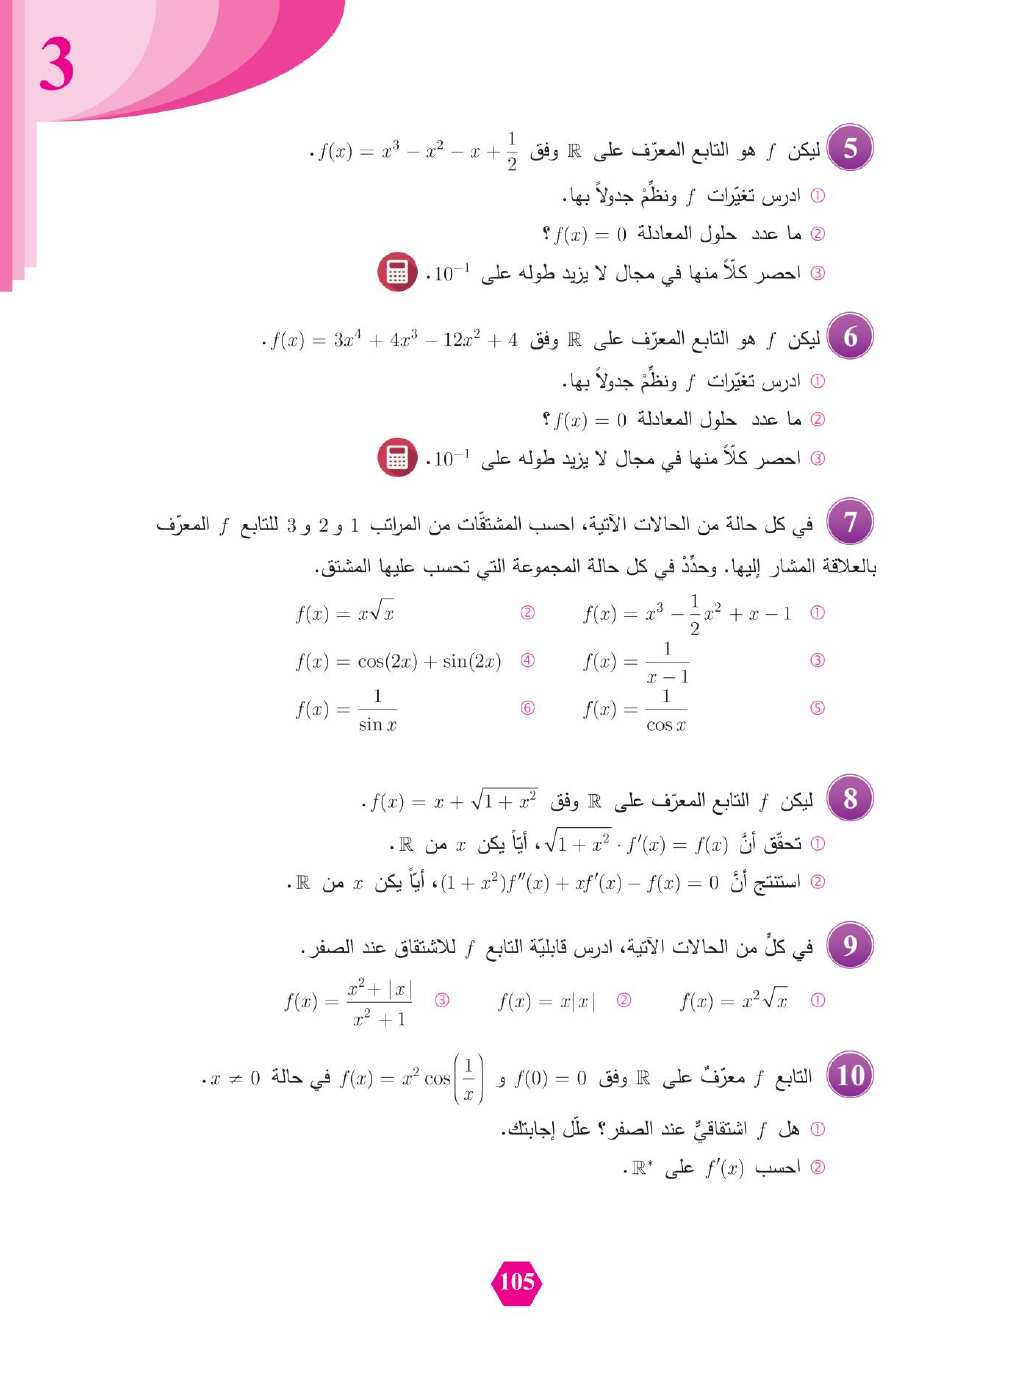 3
5 ليكن f هو التابع المعرّف على ℝ وفق f(x) = x³ − x² − x + 1/2.
① ادرس تغيّرات f ونظِّمْ جدولاً بها.
② ما عدد حلول المعادلة f(x) = 0؟
③ احصر كلّاً منها في مجال لا يزيد طوله على 10⁻¹.
6 ليكن f هو التابع المعرّف على ℝ وفق f(x) = 3x⁴ + 4x³ − 12x² + 4.
① ادرس تغيّرات f ونظِّمْ جدولاً بها.
② ما عدد حلول المعادلة f(x) = 0؟
③ احصر كلّاً منها في مجال لا يزيد طوله على 10⁻¹.
7 في كل حالة من الحالات الآتية، احسب المشتقّات من المراتب 1 و 2 و 3 للتابع f المعرّف
بالعلاقة المشار إليها. وحدِّدْ في كل حالة المجموعة التي تحسب عليها المشتق.
① f(x) = x³ − 1/2 x² + x − 1 ② f(x) = x√x
③ f(x) = 1/(x − 1) ④ f(x) = cos(2x) + sin(2x)
⑤ f(x) = 1/cos x ⑥ f(x) = 1/sin x
8 ليكن f التابع المعرّف على ℝ وفق f(x) = x + √(1 + x²).
① تحقّق أنَّ √(1 + x²) · f′(x) = f(x)، أيّاً يكن x من ℝ.
② استنتج أنَّ (1 + x²)f″(x) + xf′(x) − f(x) = 0، أيّاً يكن x من ℝ.
9 في كلٍّ من الحالات الآتية، ادرس قابليّة التابع f للاشتقاق عند الصفر.
① f(x) = x²√x ② f(x) = x|x| ③ f(x) = (x² + |x|)/(x² + 1)
10 التابع f معرّفٌ على ℝ وفق f(0) = 0 و f(x) = x² cos(1/x) في حالة x ≠ 0.
① هل f اشتقاقيٌّ عند الصفر؟ علّل إجابتك.
② احسب f′(x) على ℝ*.
105